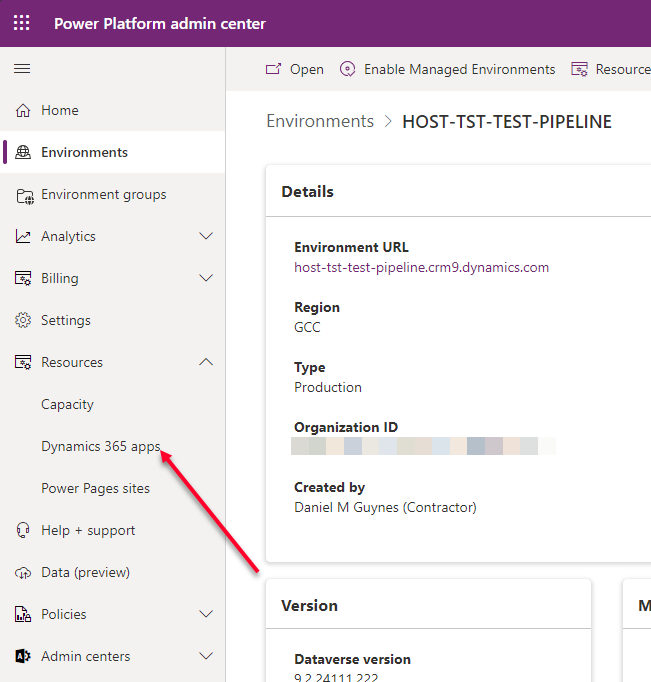 Power Platform admin center
Open
Enable Managed Environments
Resource
Home
Environments
Environment groups
Analytics
Billing
Settings
Resources
Capacity
Dynamics 365 apps
Power Pages sites
Help + support
Data (preview)
Policies
Admin centers
Environments > HOST-TST-TEST-PIPELINE
Details
Environment URL
host-tst-test-pipeline.crm9.dynamics.com
Region
GCC
Type
Production
Organization ID
Created by
Daniel M Guynes (Contractor)
Version
Dataverse version
9.2.24111.222
M